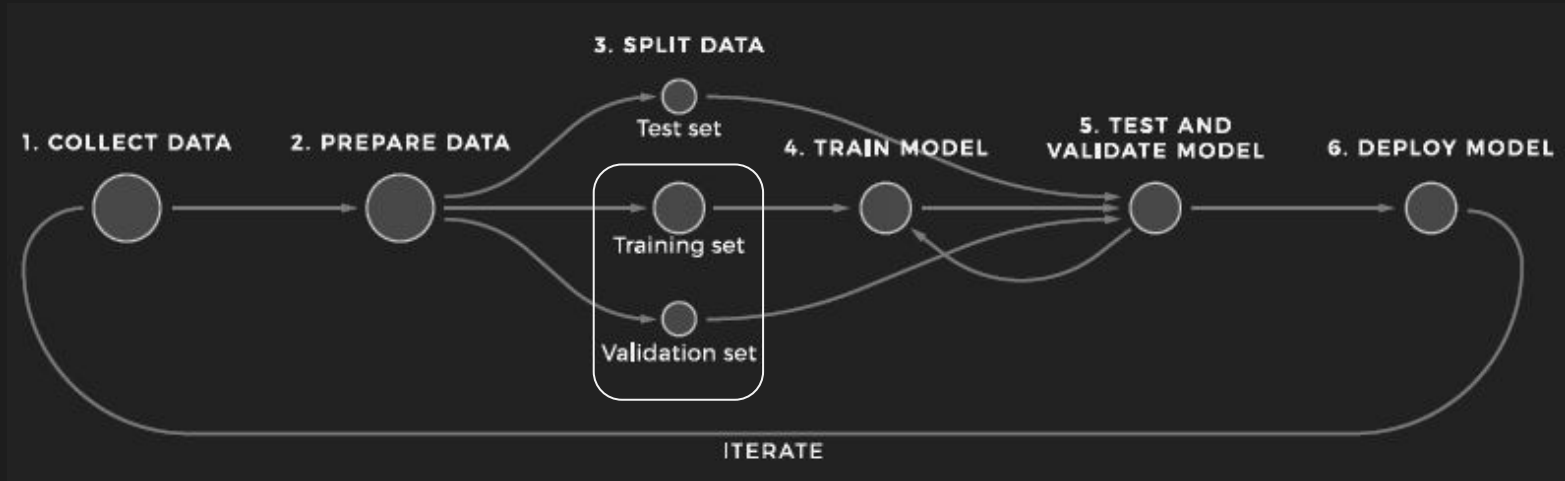 3. SPLIT DATA
Test set
1. COLLECT DATA
2. PREPARE DATA
4. TRAIN MODEL
5. TEST AND
VALIDATE MODEL
6. DEPLOY MODEL
Training set
Validation set
ITERATE